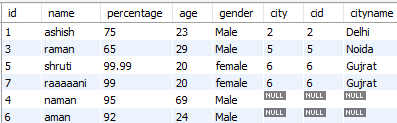 id name percentage age gender city cid cityname
1 ashish 75 23 Male 2 2 Delhi
3 raman 65 29 Male 5 5 Noida
5 shruti 99.99 20 female 6 6 Gujrat
7 raaaaani 99 20 female 6 6 Gujrat
4 naman 95 69 Male NULL NULL NULL
6 aman 92 24 Male NULL NULL NULL